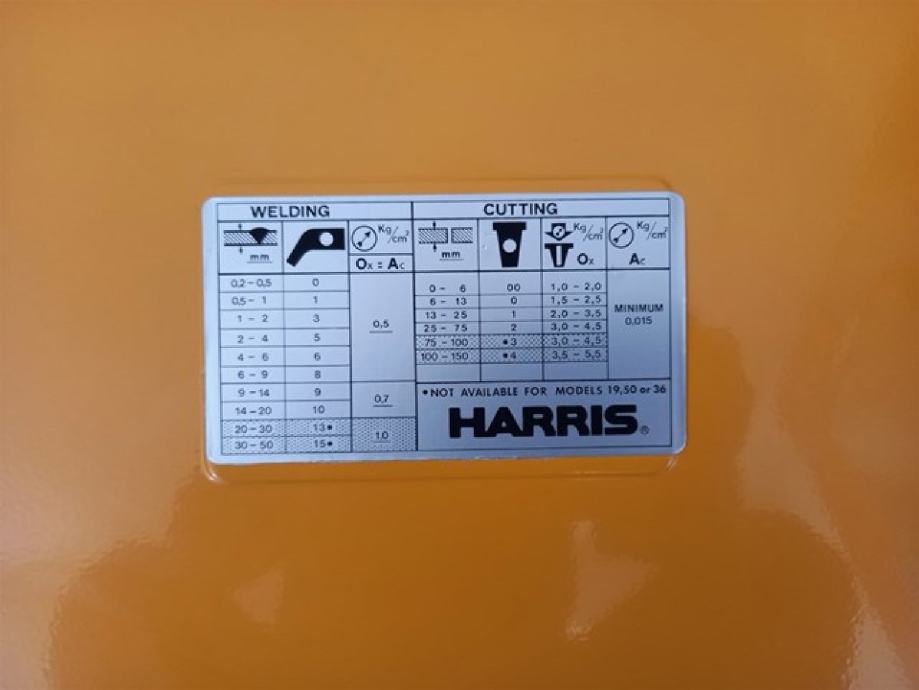 WELDING
mm
Kg/cm²
Ox = Ac
0,2 - 0,5 0
0,5 - 1 1
1 - 2 3
2 - 4 5
4 - 6 6
6 - 9 8
0,5
9 - 14 9
14 - 20 10
0,7
20 - 30 13•
30 - 50 15•
1,0
CUTTING
mm
Kg/cm² Ox
Kg/cm² Ac
0 - 6 00 1,0 - 2,0
6 - 13 0 1,5 - 2,5
13 - 25 1 2,0 - 3,5
25 - 75 2 3,0 - 4,5
75 - 100 •3 3,0 - 4,5
100 - 150 •4 3,5 - 5,5
MINIMUM
0,015
•NOT AVAILABLE FOR MODELS 19,50 or 36
HARRIS®